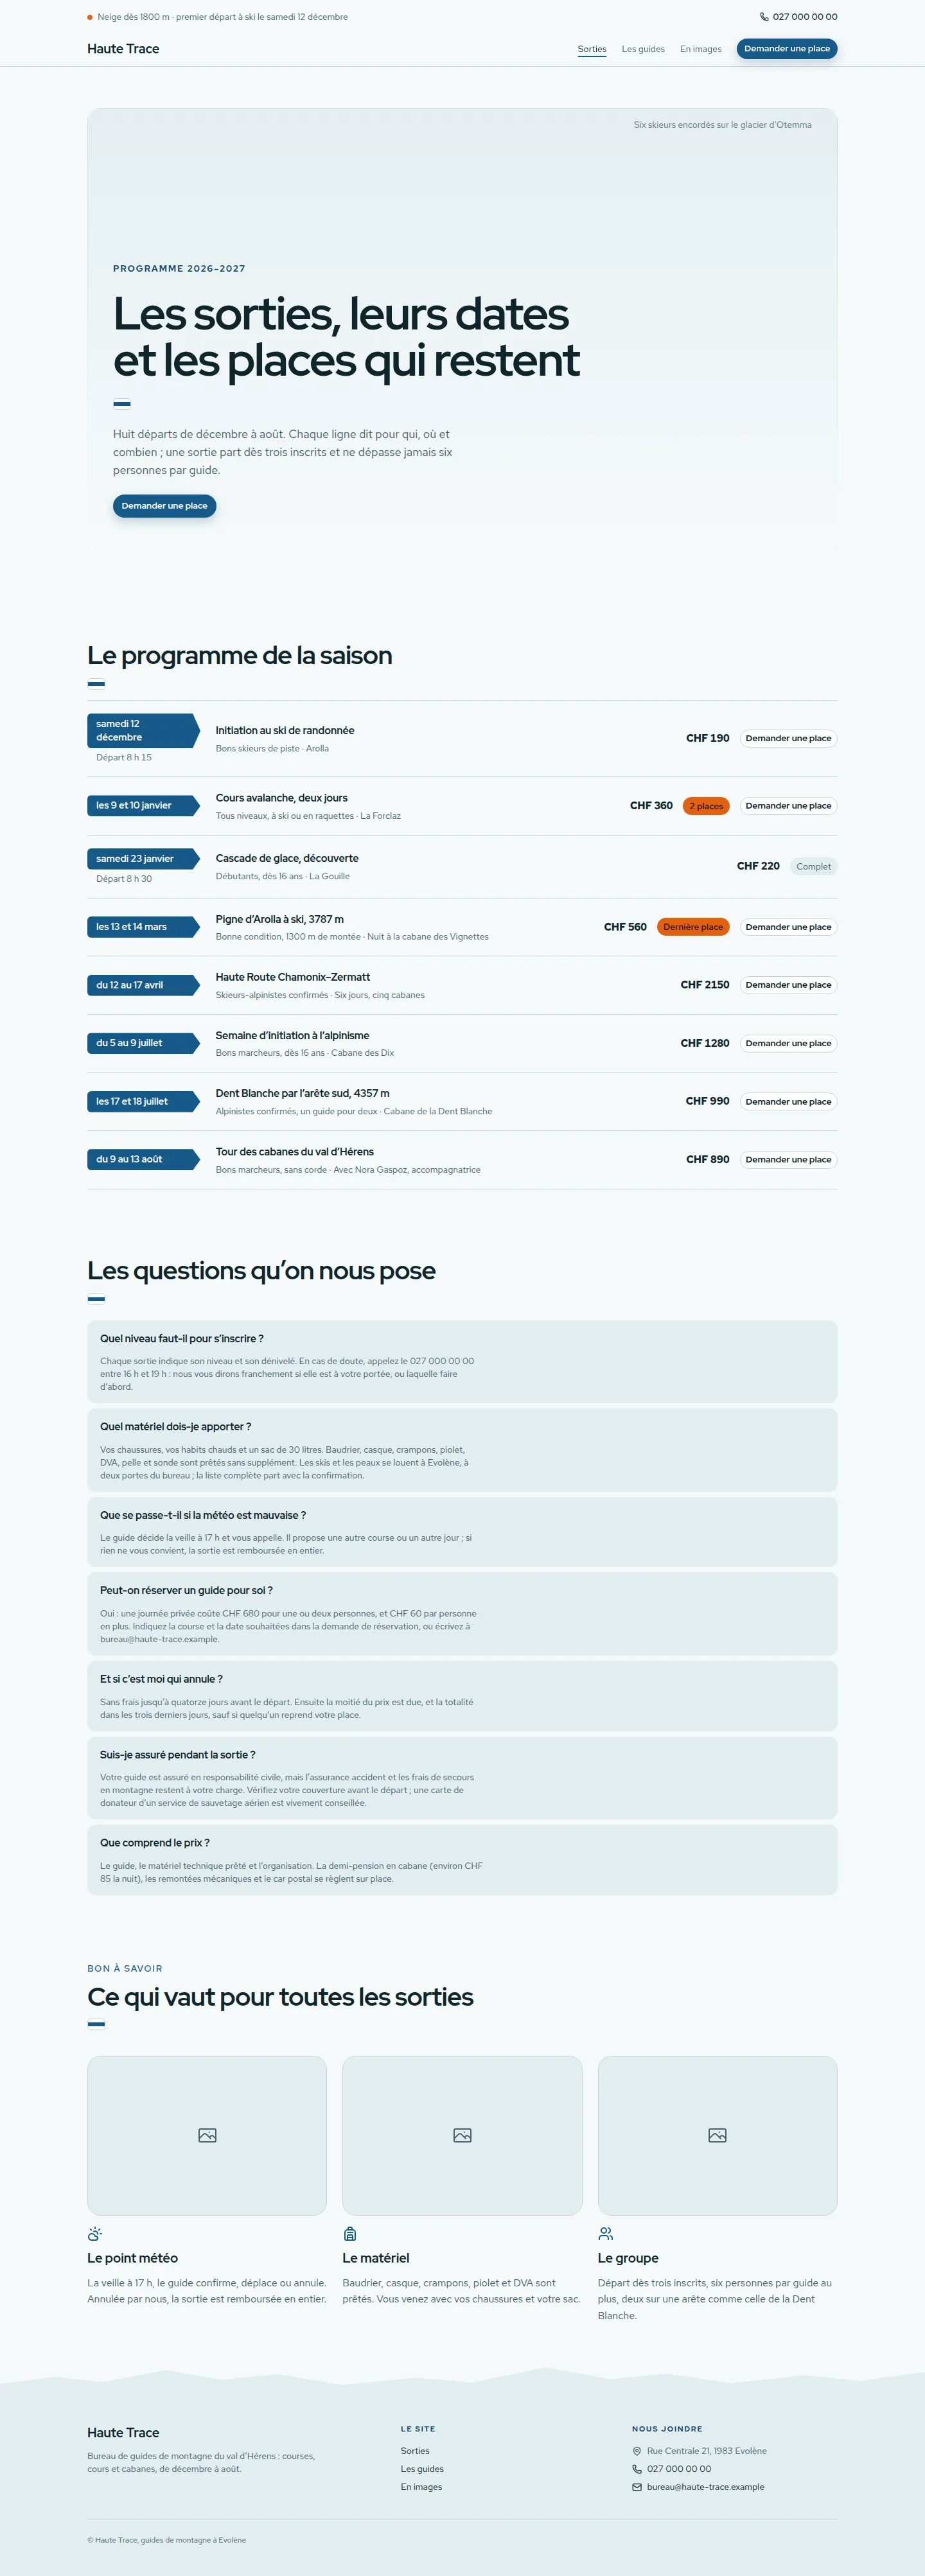 Neige dès 1800 m · premier départ à ski le samedi 12 décembre
027 000 00 00
Haute Trace
Sorties
Les guides
En images
Demander une place
Six skieurs encordés sur le glacier d’Otemma
PROGRAMME 2026–2027
Les sorties, leurs dates
et les places qui restent
Huit départs de décembre à août. Chaque ligne dit pour qui, où et
combien ; une sortie part dès trois inscrits et ne dépasse jamais six
personnes par guide.
Demander une place
Le programme de la saison
samedi 12
décembre
Départ 8 h 15
Initiation au ski de randonnée
Bons skieurs de piste · Arolla
CHF 190
Demander une place
les 9 et 10 janvier
Cours avalanche, deux jours
Tous niveaux, à ski ou en raquettes · La Forclaz
CHF 360
2 places
Demander une place
samedi 23 janvier
Départ 8 h 30
Cascade de glace, découverte
Débutants, dès 16 ans · La Gouille
CHF 220
Complet
les 13 et 14 mars
Pigne d’Arolla à ski, 3787 m
Bonne condition, 1300 m de montée · Nuit à la cabane des Vignettes
CHF 560
Dernière place
Demander une place
du 12 au 17 avril
Haute Route Chamonix–Zermatt
Skieurs-alpinistes confirmés · Six jours, cinq cabanes
CHF 2150
Demander une place
du 5 au 9 juillet
Semaine d’initiation à l’alpinisme
Bons marcheurs, dès 16 ans · Cabane des Dix
CHF 1280
Demander une place
les 17 et 18 juillet
Dent Blanche par l’arête sud, 4357 m
Alpinistes confirmés, un guide pour deux · Cabane de la Dent Blanche
CHF 990
Demander une place
du 9 au 13 août
Tour des cabanes du val d’Hérens
Bons marcheurs, sans corde · Avec Nora Gaspoz, accompagnatrice
CHF 890
Demander une place
Les questions qu’on nous pose
Quel niveau faut-il pour s’inscrire ?
Chaque sortie indique son niveau et son dénivelé. En cas de doute, appelez le 027 000 00 00
entre 16 h et 19 h : nous vous dirons franchement si elle est à votre portée, ou laquelle faire
d’abord.
Quel matériel dois-je apporter ?
Vos chaussures, vos habits chauds et un sac de 30 litres. Baudrier, casque, crampons, piolet,
DVA, pelle et sonde sont prêtés sans supplément. Les skis et les peaux se louent à Evolène, à
deux portes du bureau ; la liste complète part avec la confirmation.
Que se passe-t-il si la météo est mauvaise ?
Le guide décide la veille à 17 h et vous appelle. Il propose une autre course ou un autre jour ; si
rien ne vous convient, la sortie est remboursée en entier.
Peut-on réserver un guide pour soi ?
Oui : une journée privée coûte CHF 680 pour une ou deux personnes, et CHF 60 par personne
en plus. Indiquez la course et la date souhaitées dans la demande de réservation, ou écrivez à
bureau@haute-trace.example.
Et si c’est moi qui annule ?
Sans frais jusqu’à quatorze jours avant le départ. Ensuite la moitié du prix est due, et la totalité
dans les trois derniers jours, sauf si quelqu’un reprend votre place.
Suis-je assuré pendant la sortie ?
Votre guide est assuré en responsabilité civile, mais l’assurance accident et les frais de secours
en montagne restent à votre charge. Vérifiez votre couverture avant le départ ; une carte de
donateur d’un service de sauvetage aérien est vivement conseillée.
Que comprend le prix ?
Le guide, le matériel technique prêté et l’organisation. La demi-pension en cabane (environ CHF
85 la nuit), les remontées mécaniques et le car postal se règlent sur place.
BON À SAVOIR
Ce qui vaut pour toutes les sorties
Le point météo
La veille à 17 h, le guide confirme, déplace ou annule.
Annulée par nous, la sortie est remboursée en entier.
Le matériel
Baudrier, casque, crampons, piolet et DVA sont
prêtés. Vous venez avec vos chaussures et votre sac.
Le groupe
Départ dès trois inscrits, six personnes par guide au
plus, deux sur une arête comme celle de la Dent
Blanche.
Haute Trace
Bureau de guides de montagne du val d’Hérens : courses,
cours et cabanes, de décembre à août.
LE SITE
Sorties
Les guides
En images
NOUS JOINDRE
Rue Centrale 21, 1983 Evolène
027 000 00 00
bureau@haute-trace.example
© Haute Trace, guides de montagne à Evolène